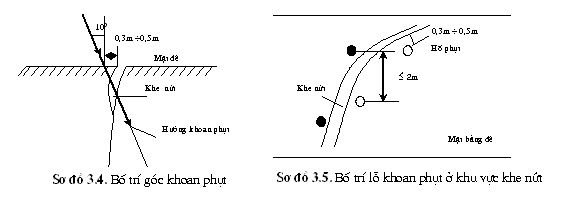 10⁰
0,3m ÷0,5m
Mặt đê
Khe nứt
Hướng khoan phụt
Sơ đồ 3.4. Bố trí góc khoan phụt
0,3m ÷ 0,5m
Hố phụt
≤ 2m
Khe nứt
Mặt bằng đê
Sơ đồ 3.5. Bố trí lỗ khoan phụt ở khu vực khe nứt